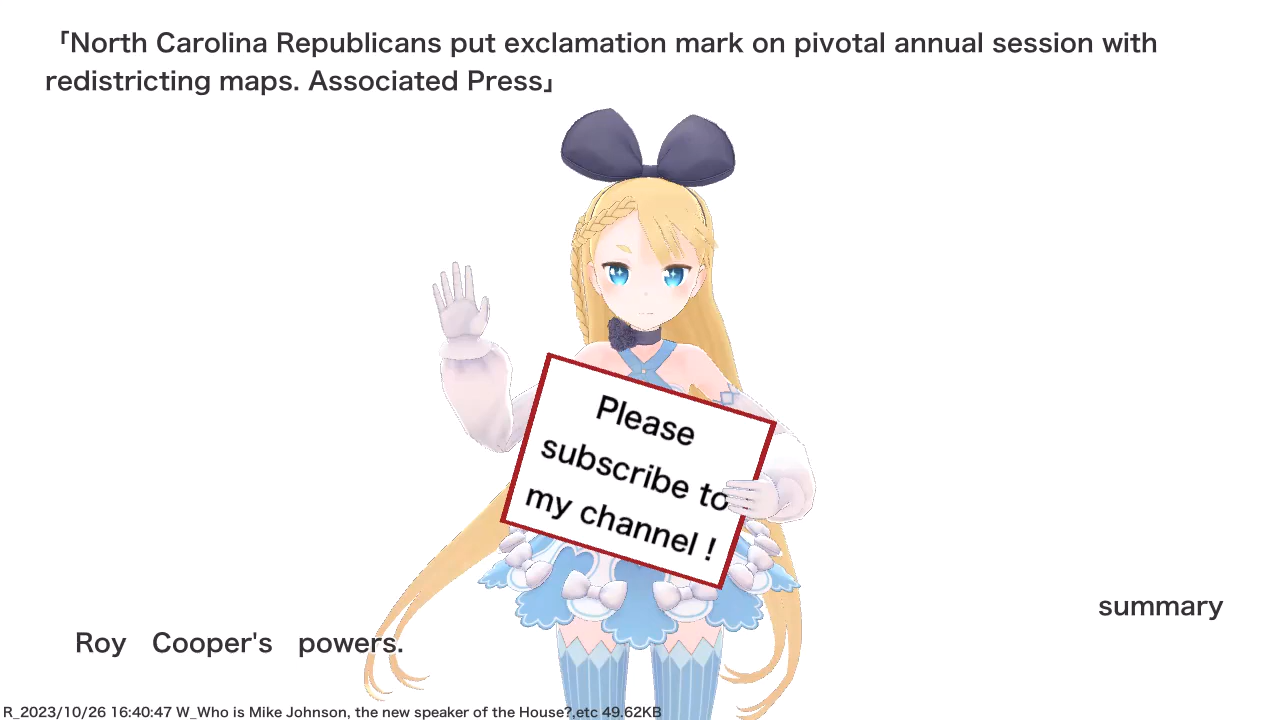 「North Carolina Republicans put exclamation mark on pivotal annual session with
redistricting maps. Associated Press」
Please
subscribe to
my channel !
summary
Roy Cooper's powers.
R_2023/10/26 16:40:47 W_Who is Mike Johnson, the new speaker of the House?,etc 49.62KB